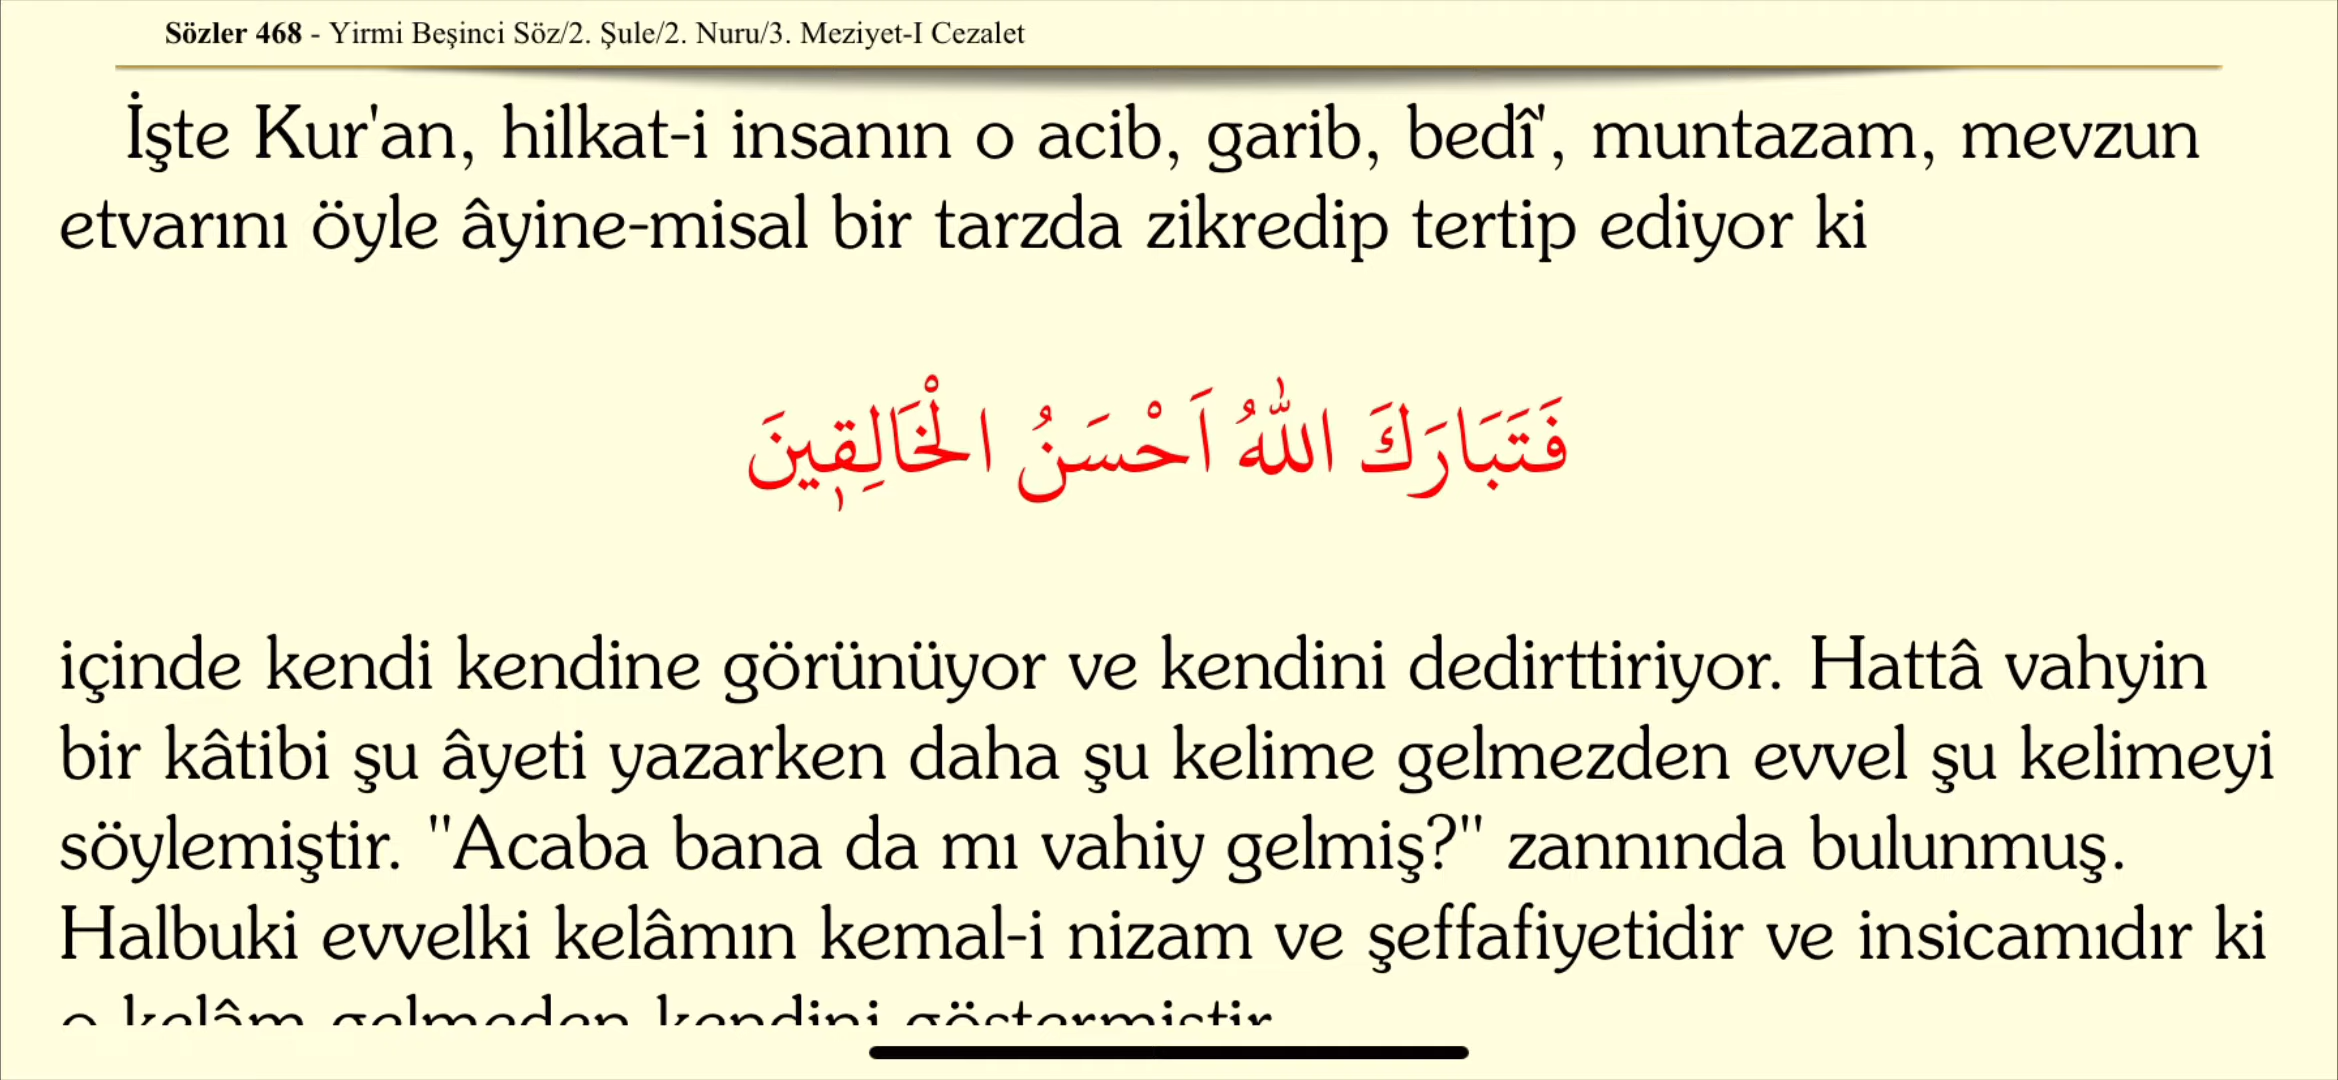 Sözler 468 - Yirmi Beşinci Söz/2. Şule/2. Nuru/3. Meziyet-I Cezalet
İşte Kur'an, hilkat-i insanın o acib, garib, bedî', muntazam, mevzun
etvarını öyle âyine-misal bir tarzda zikredip tertip ediyor ki
فَتَبَارَكَ اللّٰهُ اَحْسَنُ الْخَالِقٖينَ
içinde kendi kendine görünüyor ve kendini dedirttiriyor. Hattâ vahyin
bir kâtibi şu âyeti yazarken daha şu kelime gelmezden evvel şu kelimeyi
söylemiştir. "Acaba bana da mı vahiy gelmiş?" zannında bulunmuş.
Halbuki evvelki kelâmın kemal-i nizam ve şeffafiyetidir ve insicamıdır ki
o kelâm gelmeden kendini göstermiştir.